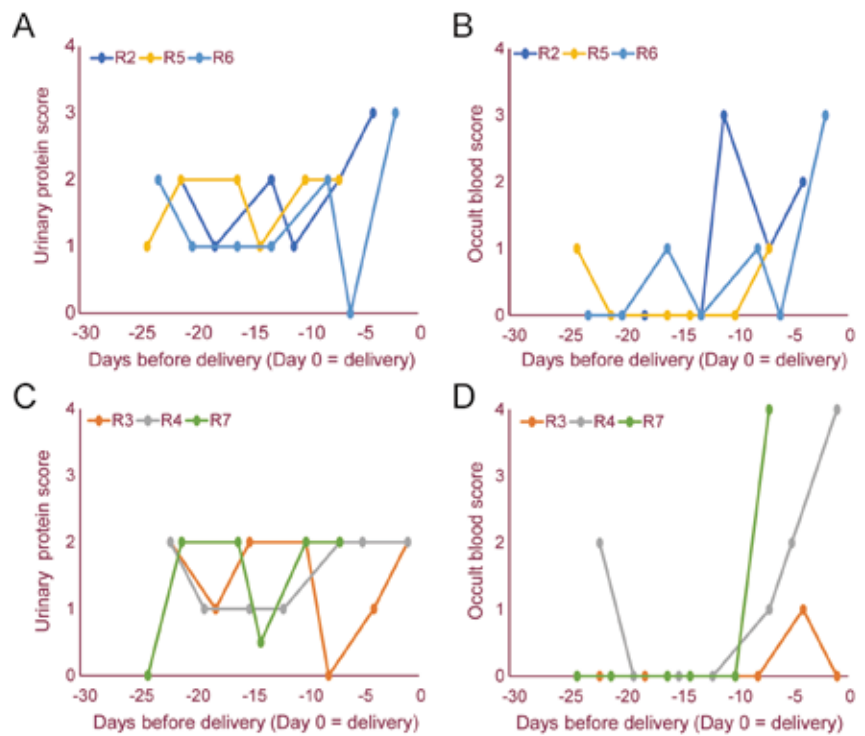 A
R2 R5 R6
Urinary protein score
4
3
2
1
0
-30 -25 -20 -15 -10 -5 0
Days before delivery (Day 0 = delivery)
B
R2 R5 R6
Occult blood score
4
3
2
1
0
-30 -25 -20 -15 -10 -5 0
Days before delivery (Day 0 = delivery)
C
R3 R4 R7
Urinary protein score
4
3
2
1
0
-30 -25 -20 -15 -10 -5 0
Days before delivery (Day 0 = delivery)
D
R3 R4 R7
Occult blood score
4
3
2
1
0
-30 -25 -20 -15 -10 -5 0
Days before delivery (Day 0 = delivery)